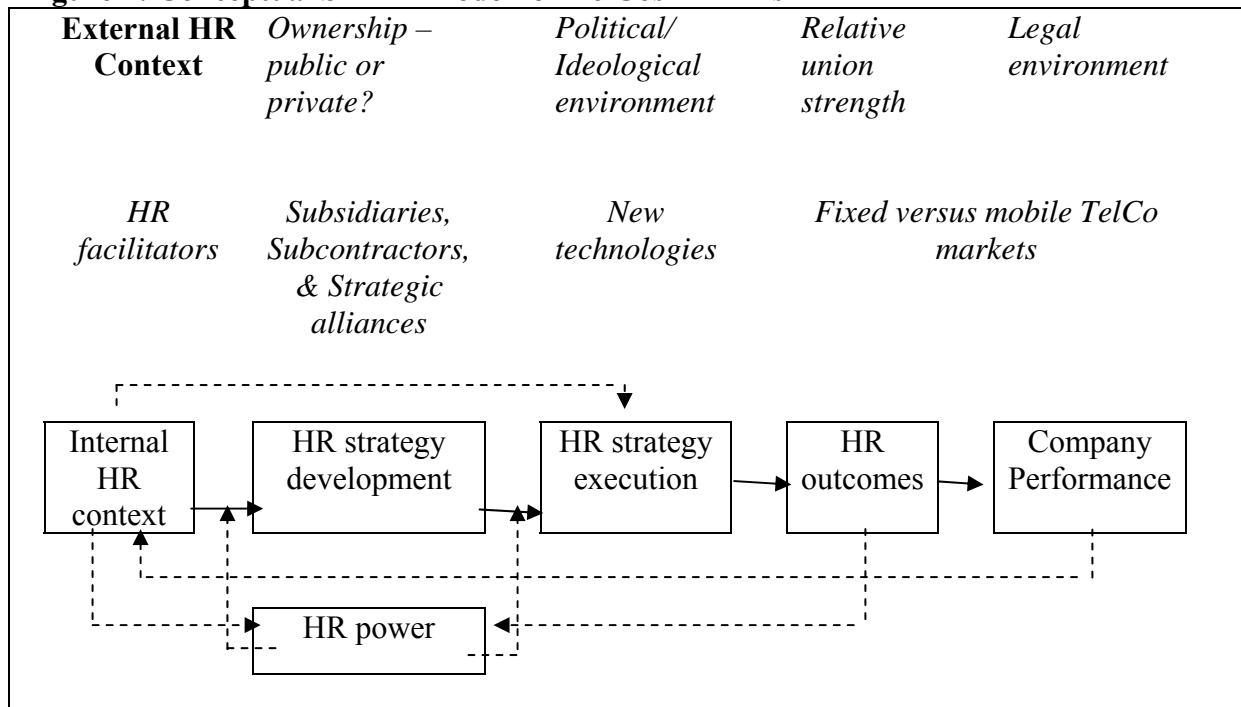 External HR Context
Ownership – public or private?
Political/ Ideological environment
Relative union strength
Legal environment
HR facilitators
Subsidiaries, Subcontractors, & Strategic alliances
New technologies
Fixed versus mobile TelCo markets
Internal HR context
HR strategy development
HR strategy execution
HR outcomes
Company Performance
HR power